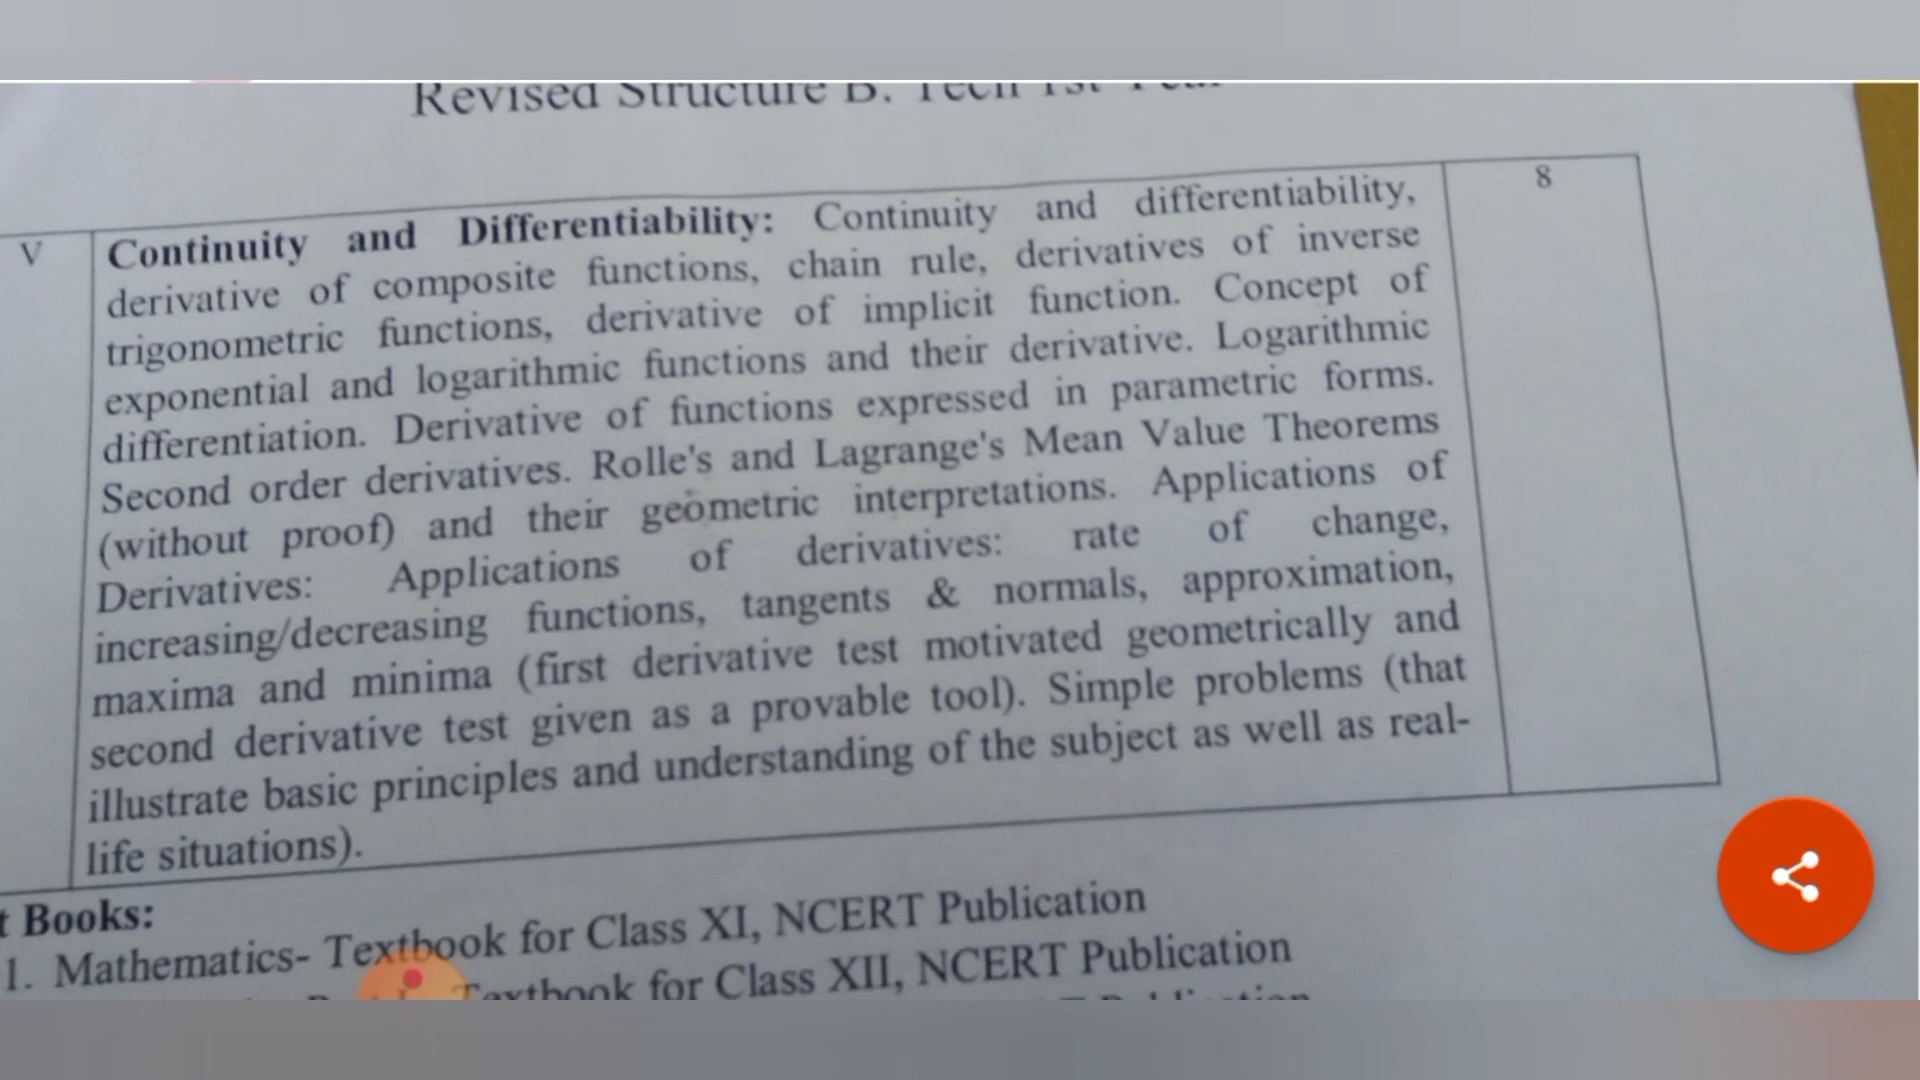 Revised Structure B. Tech 1st Year
V
8
Continuity and Differentiability: Continuity and differentiability,
derivative of composite functions, chain rule, derivatives of inverse
trigonometric functions, derivative of implicit function. Concept of
exponential and logarithmic functions and their derivative. Logarithmic
differentiation. Derivative of functions expressed in parametric forms.
Second order derivatives. Rolle's and Lagrange's Mean Value Theorems
(without proof) and their geometric interpretations. Applications of
Derivatives: Applications of derivatives: rate of change,
increasing/decreasing functions, tangents & normals, approximation,
maxima and minima (first derivative test motivated geometrically and
second derivative test given as a provable tool). Simple problems (that
illustrate basic principles and understanding of the subject as well as real-
life situations).
t Books:
1. Mathematics- Textbook for Class XI, NCERT Publication
Textbook for Class XII, NCERT Publication